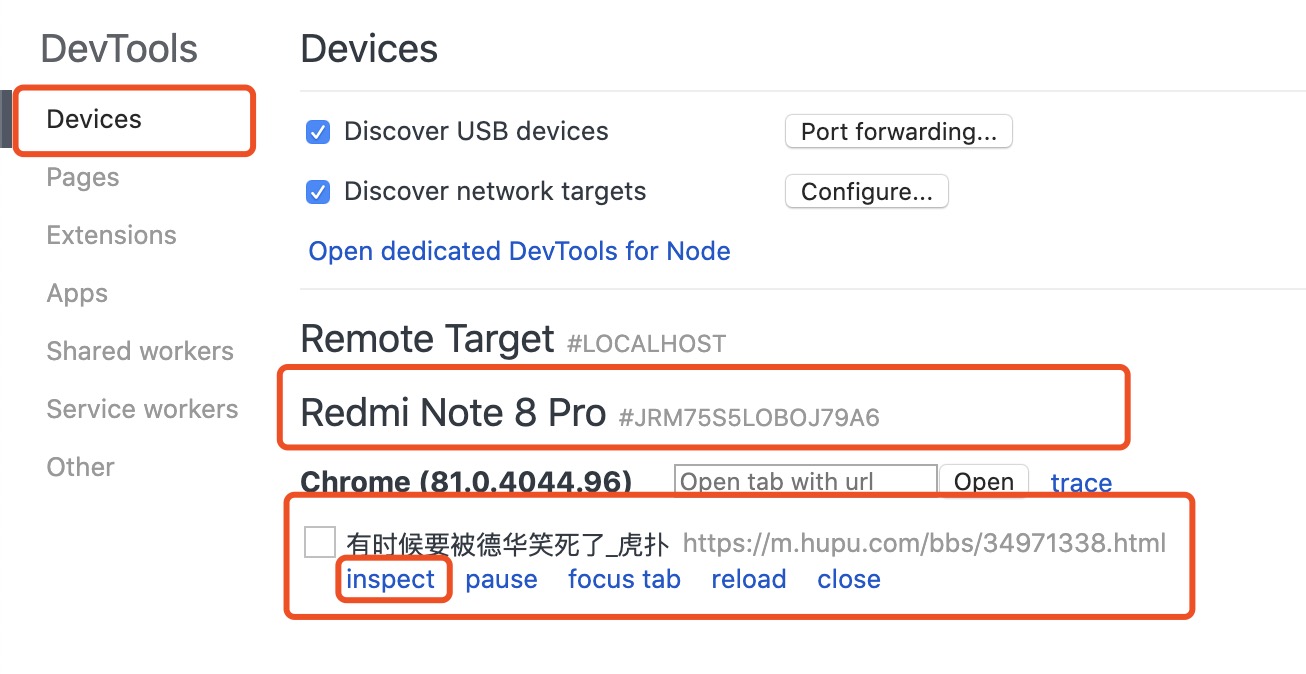 DevTools
Devices
Pages
Extensions
Apps
Shared workers
Service workers
Other
Devices
Discover USB devices Port forwarding...
Discover network targets Configure...
Open dedicated DevTools for Node
Remote Target #LOCALHOST
Redmi Note 8 Pro #JRM75S5LOBOJ79A6
Chrome (81.0.4044.96) Open tab with url Open trace
有时候要被德华笑死了_虎扑 https://m.hupu.com/bbs/34971338.html
inspect pause focus tab reload close